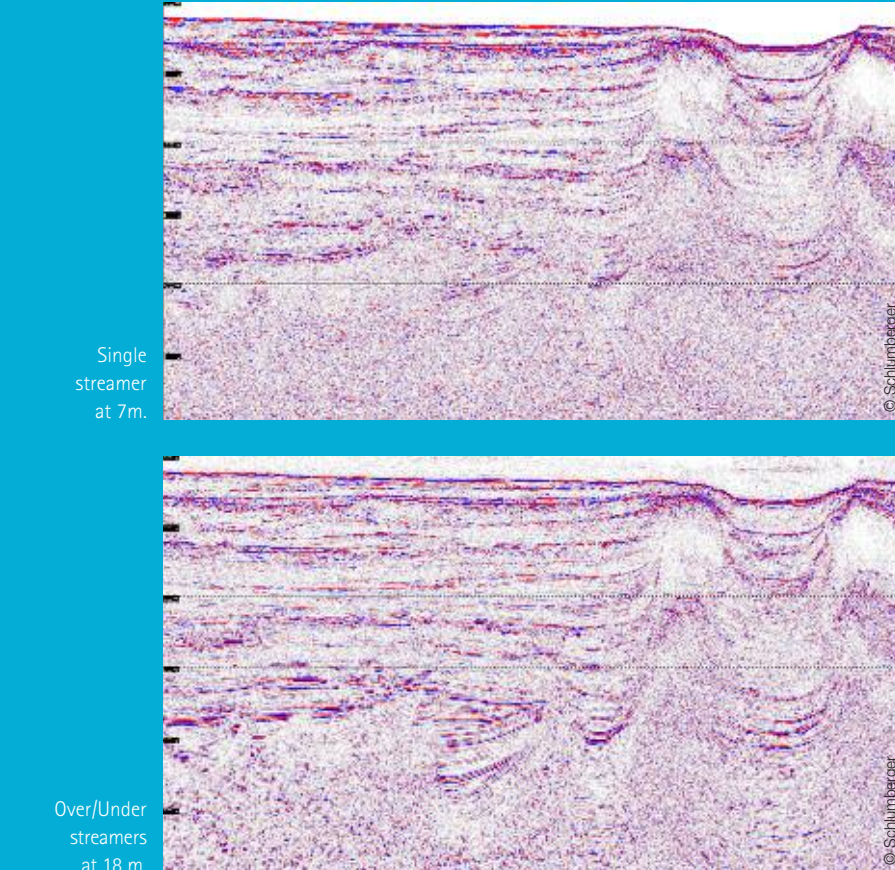 © Schlumberger
Single
streamer
at 7m.
© Schlumberger
Over/Under
streamers
at 18 m.